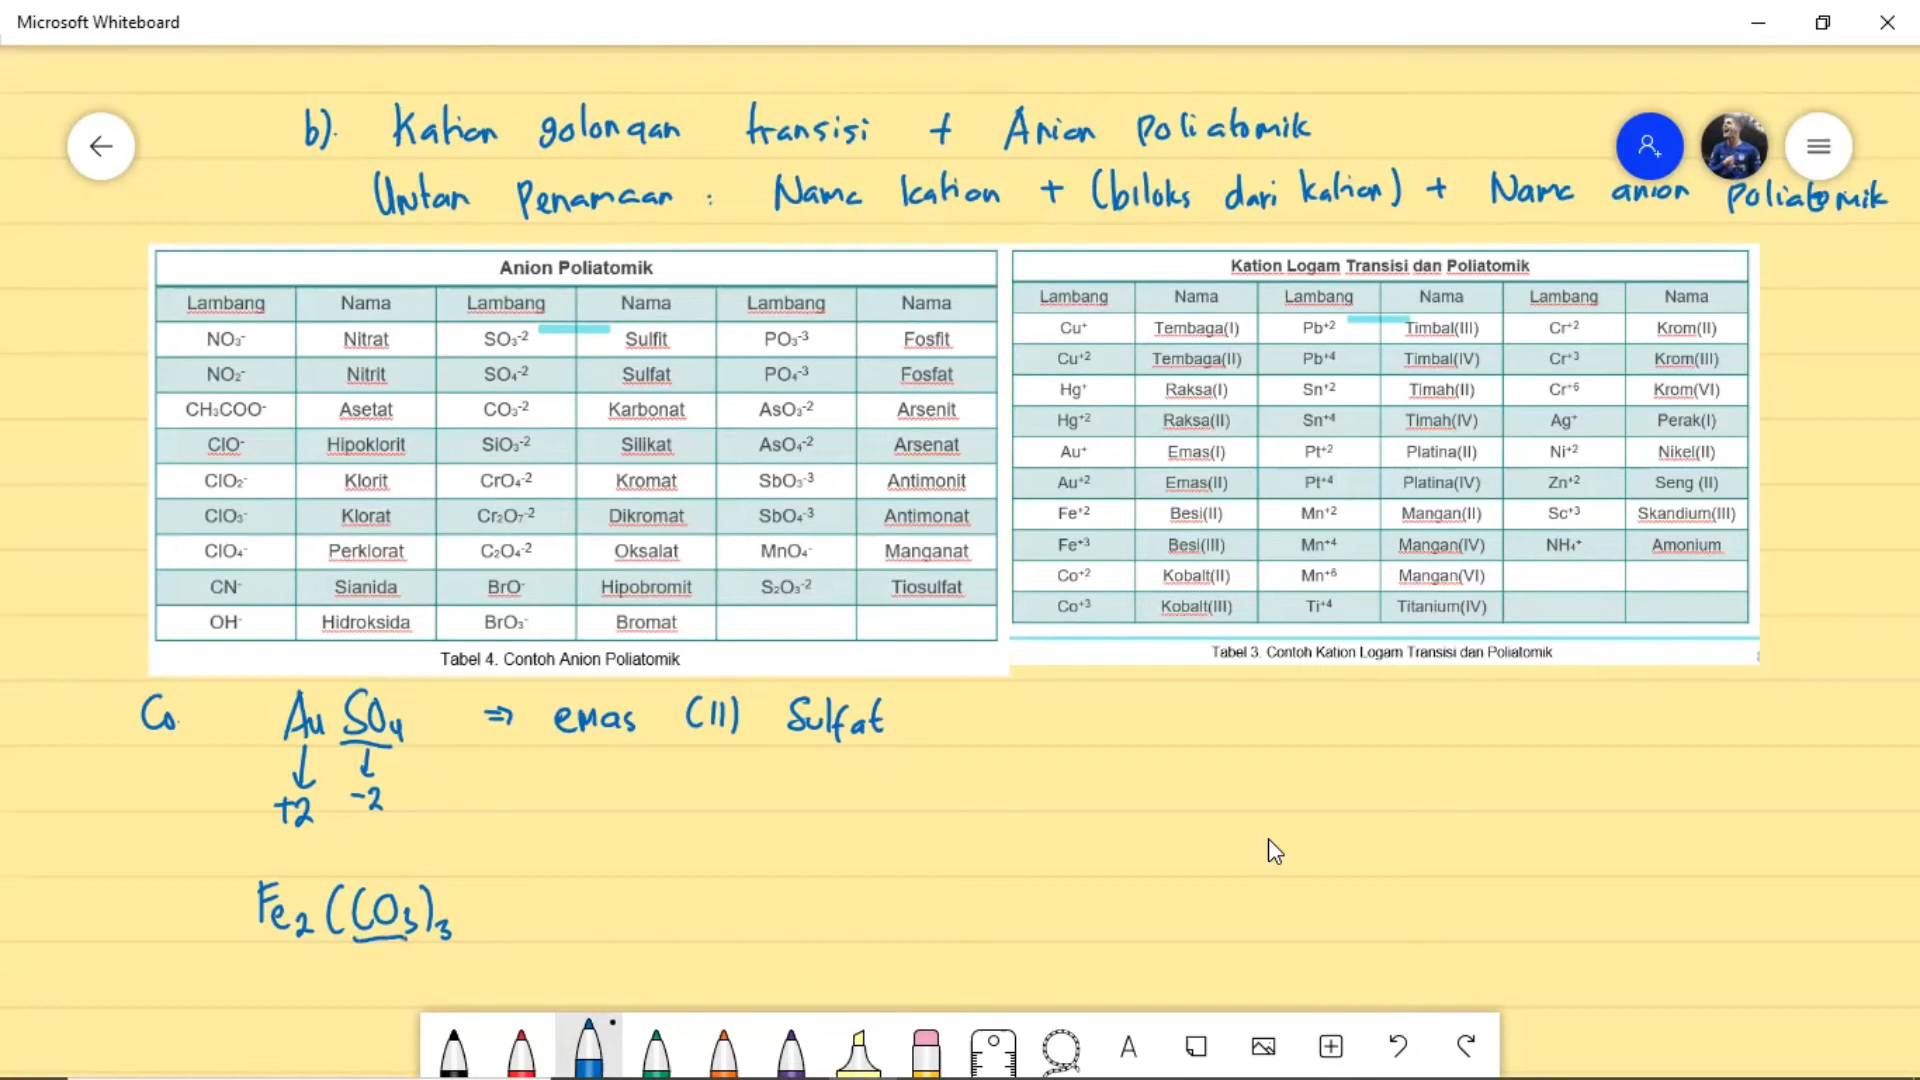 Microsoft Whiteboard
b). Kation golongan transisi + Anion poliatomik
Urutan Penamaan : Nama kation + (biloks dari kation) + Nama anion poliatomik
Anion Poliatomik
Lambang Nama Lambang Nama Lambang Nama
NO₃⁻ Nitrat SO₃⁻² Sulfit PO₃⁻³ Fosfit
NO₂⁻ Nitrit SO₄⁻² Sulfat PO₄⁻³ Fosfat
CH₃COO⁻ Asetat CO₃⁻² Karbonat AsO₃⁻² Arsenit
ClO⁻ Hipoklorit SiO₃⁻² Silikat AsO₄⁻² Arsenat
ClO₂⁻ Klorit CrO₄⁻² Kromat SbO₃⁻³ Antimonit
ClO₃⁻ Klorat Cr₂O₇⁻² Dikromat SbO₄⁻³ Antimonat
ClO₄⁻ Perklorat C₂O₄⁻² Oksalat MnO₄⁻ Manganat
CN⁻ Sianida BrO⁻ Hipobromit S₂O₃⁻² Tiosulfat
OH⁻ Hidroksida BrO₃⁻ Bromat
Tabel 4. Contoh Anion Poliatomik
Kation Logam Transisi dan Poliatomik
Lambang Nama Lambang Nama Lambang Nama
Cu⁺ Tembaga(I) Pb⁺² Timbal(III) Cr⁺² Krom(II)
Cu⁺² Tembaga(II) Pb⁺⁴ Timbal(IV) Cr⁺³ Krom(III)
Hg⁺ Raksa(I) Sn⁺² Timah(II) Cr⁺⁶ Krom(VI)
Hg⁺² Raksa(II) Sn⁺⁴ TImah(IV) Ag⁺ Perak(I)
Au⁺ Emas(I) Pt⁺² Platina(II) Ni⁺² Nikel(II)
Au⁺² Emas(II) Pt⁺⁴ Platina(IV) Zn⁺² Seng (II)
Fe⁺² Besi(II) Mn⁺² Mangan(II) Sc⁺³ Skandium(III)
Fe⁺³ Besi(III) Mn⁺⁴ Mangan(IV) NH₄⁺ Amonium
Co⁺² Kobalt(II) Mn⁺⁶ Mangan(VI)
Co⁺³ Kobalt(III) Ti⁺⁴ Titanium(IV)
Tabel 3. Contoh Kation Logam Transisi dan Poliatomik
Co. Au SO₄ ⇒ emas (II) Sulfat
↓ ↓
+2 -2
Fe₂(CO₃)₃